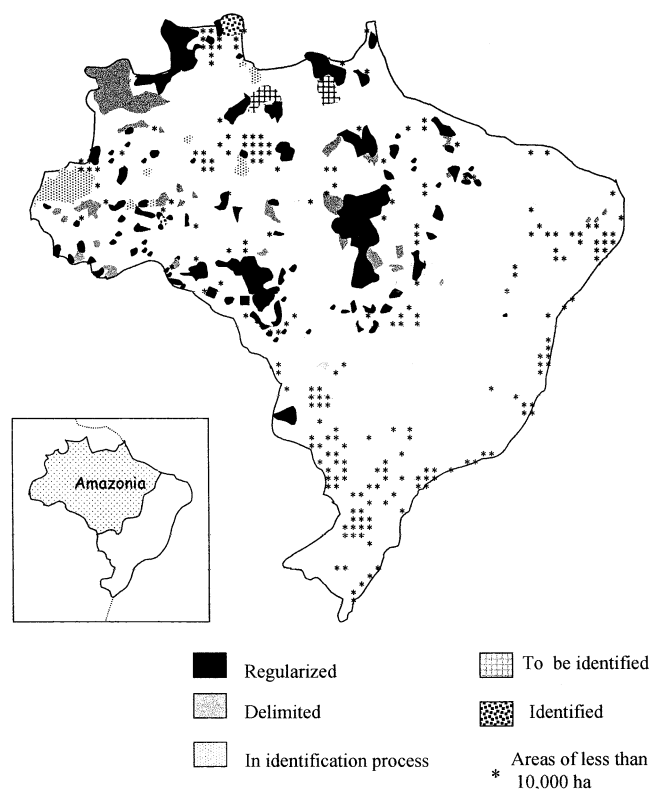 Amazonia
Regularized
Delimited
In identification process
To be identified
Identified
* Areas of less than
10,000 ha